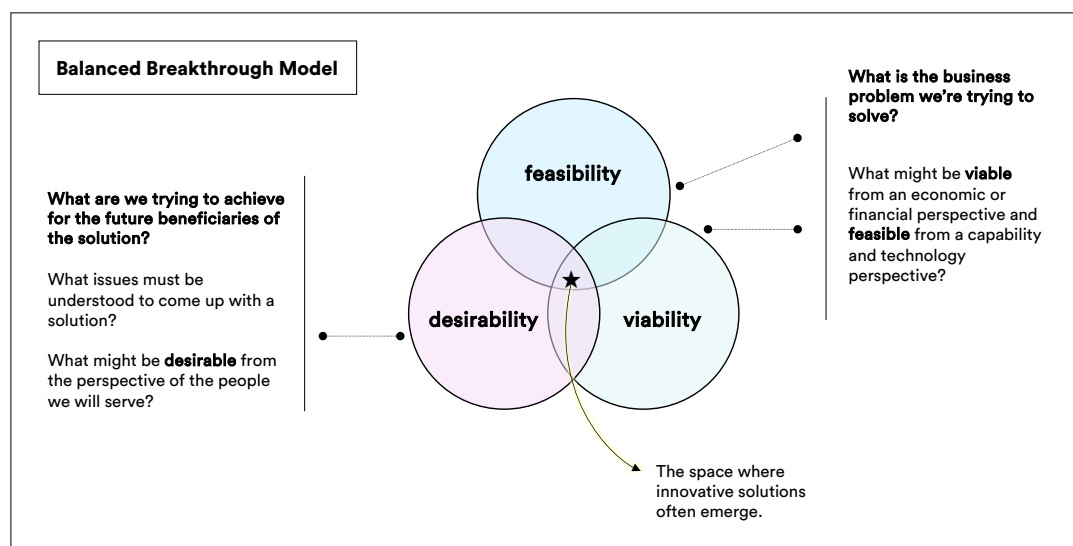 Balanced Breakthrough Model
What are we trying to achieve
for the future beneficiaries of
the solution?
What issues must be
understood to come up with a
solution?
What might be desirable from
the perspective of the people
we will serve?
feasibility
desirability
viability
What is the business
problem we're trying to
solve?
What might be viable
from an economic or
financial perspective and
feasible from a capability
and technology
perspective?
The space where
innovative solutions
often emerge.